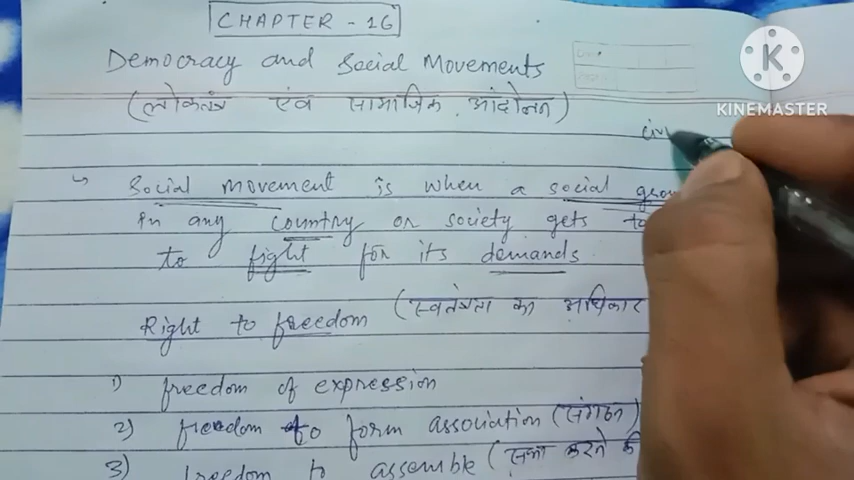 CHAPTER - 16
Democracy and Social Movements
K
KINEMASTER
(लोकतंत्र एंव सामाजिक आंदोलन)
↳ Social movement is when a social
in any country or society gets
to fight for its demands
Right to freedom (स्वतंत्रता का अधिकार
1) freedom of expression
2) freedom to form association (संगठन)
3) freedom to assemble (सभा करने की